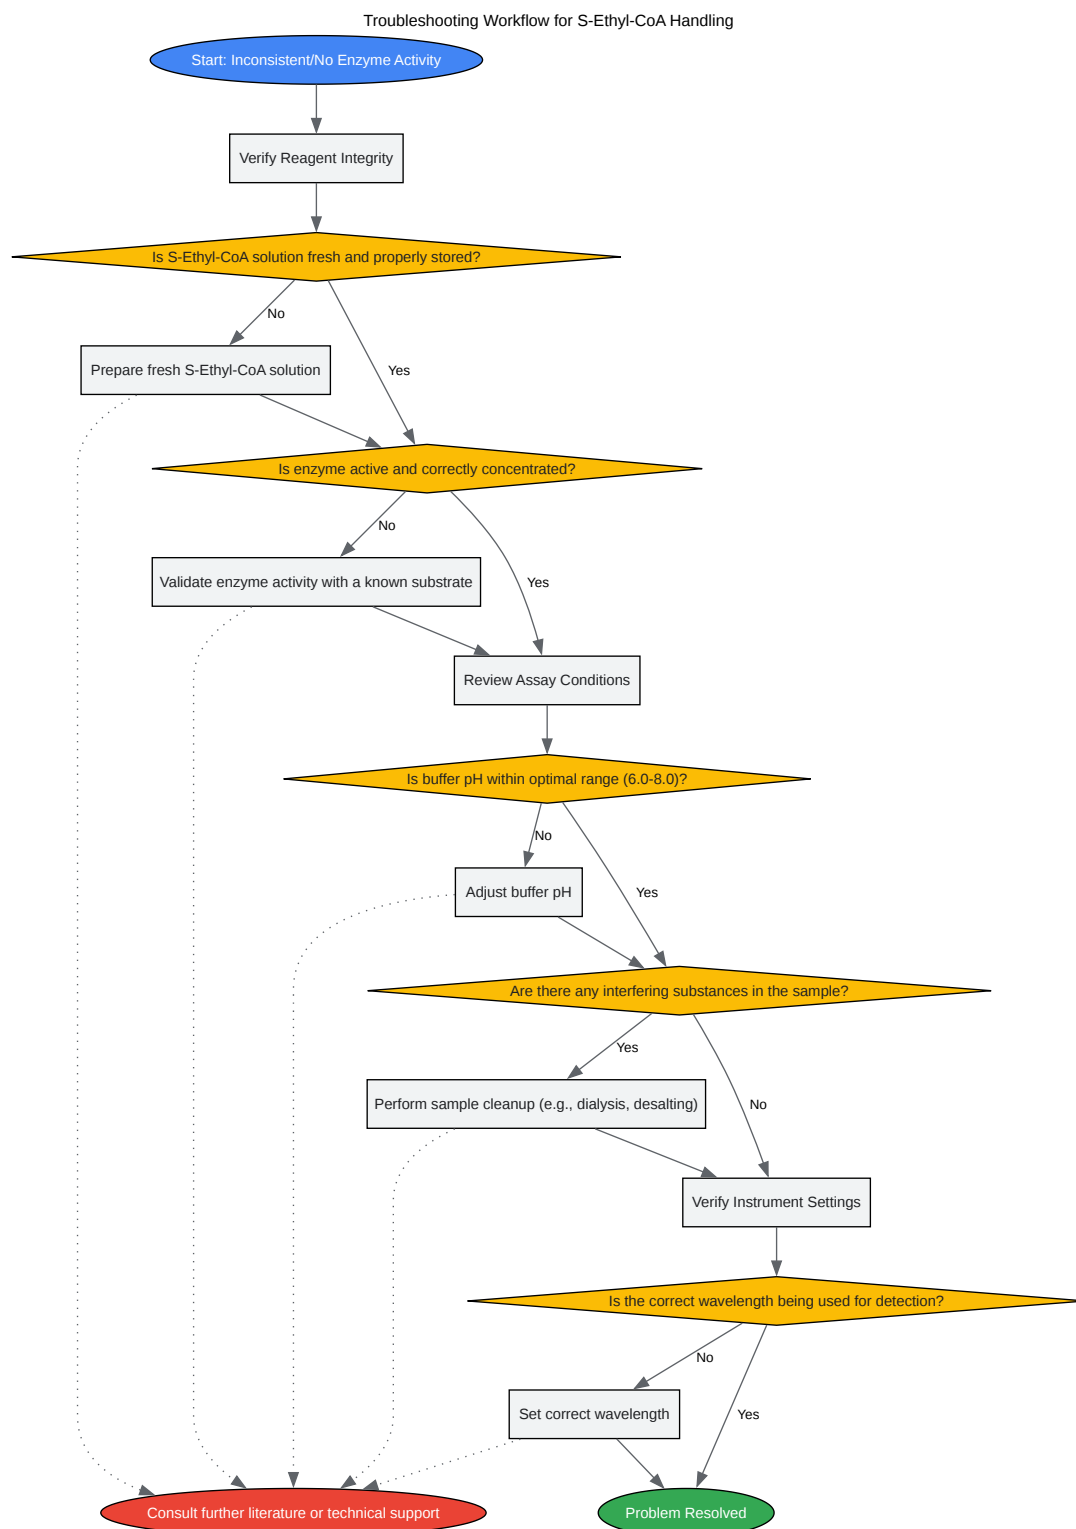 Troubleshooting Workflow for S-Ethyl-CoA Handling
Start: Inconsistent/No Enzyme Activity
Verify Reagent Integrity
Is S-Ethyl-CoA solution fresh and properly stored?
No
Prepare fresh S-Ethyl-CoA solution
Yes
Is enzyme active and correctly concentrated?
No
Validate enzyme activity with a known substrate
Yes
Review Assay Conditions
Is buffer pH within optimal range (6.0-8.0)?
No
Adjust buffer pH
Yes
Are there any interfering substances in the sample?
Yes
Perform sample cleanup (e.g., dialysis, desalting)
No
Verify Instrument Settings
Is the correct wavelength being used for detection?
No
Set correct wavelength
Yes
Consult further literature or technical support
Problem Resolved